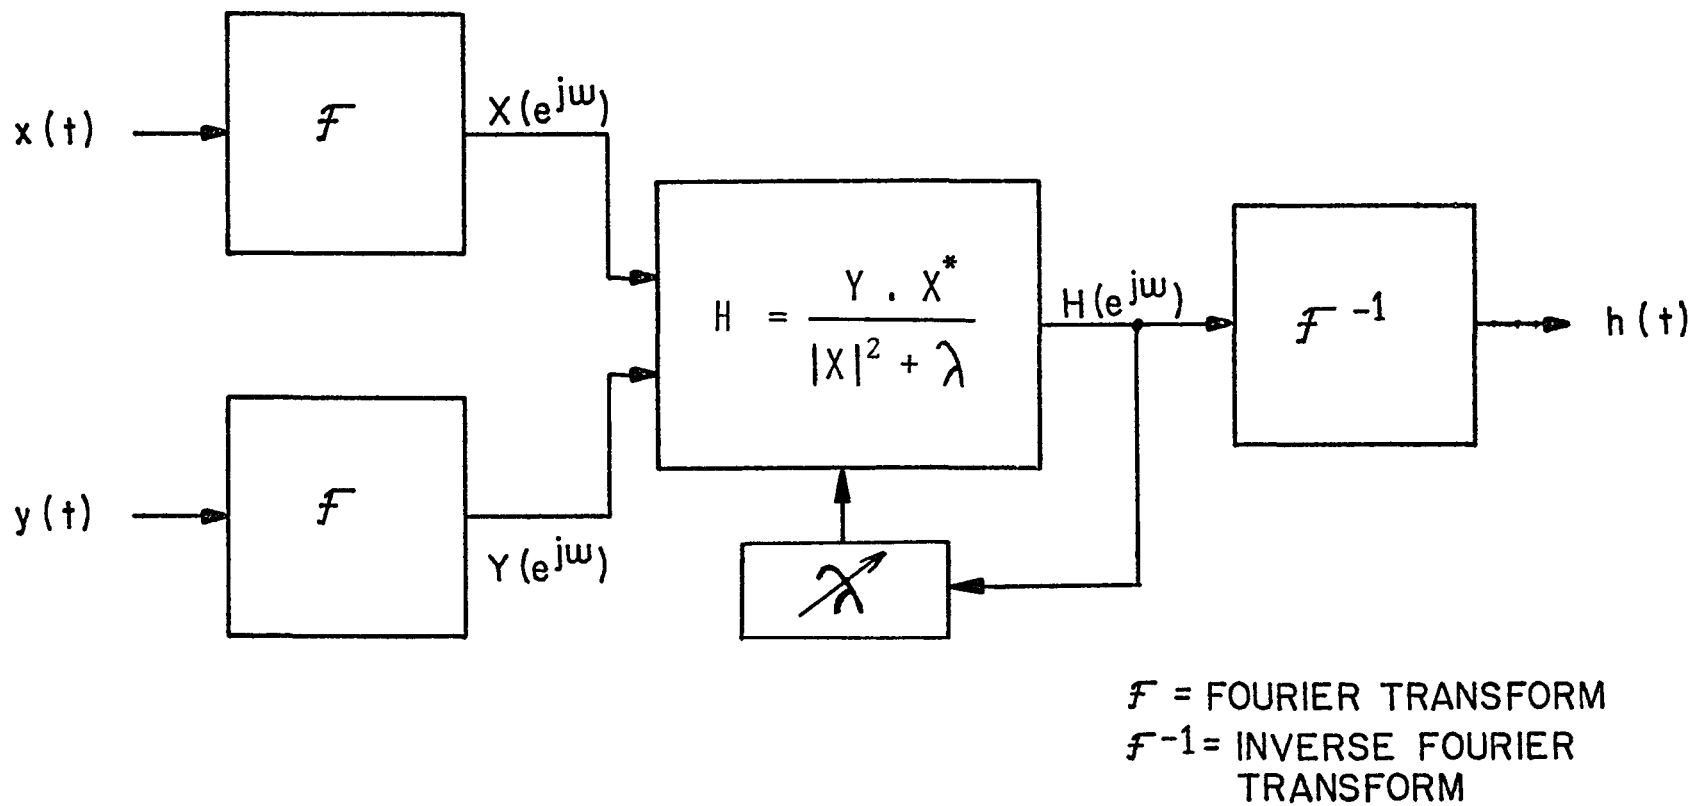 x(t)
ℱ
X(e^jω)
y(t)
ℱ
Y(e^jω)
H = Y . X* / |X|² + λ
λ
H(e^jω)
ℱ⁻¹
h(t)
ℱ = FOURIER TRANSFORM
ℱ⁻¹ = INVERSE FOURIER
TRANSFORM